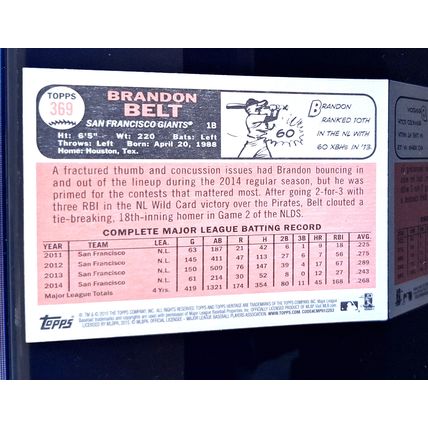 TOPPS
369
BRANDON
BELT
SAN FRANCISCO GIANTS® 1B
Ht: 6'5" Wt: 220 Bats: Left
Throws: Left Born: April 20, 1988
Home: Houston, Tex.
60
BRANDON
RANKED 10TH
IN THE NL WITH
60 XBHs IN '13.
A fractured thumb and concussion issues had Brandon bouncing in
and out of the lineup during the 2014 regular season, but he was
primed for the contests that mattered most. After going 2-for-3 with
three RBI in the NL Wild Card victory over the Pirates, Belt clouted a
tie-breaking, 18th-inning homer in Game 2 of the NLDS.
COMPLETE MAJOR LEAGUE BATTING RECORD
YEAR TEAM LEA. G AB R H 2B 3B HR RBI AVG.
2011 San Francisco N.L. 63 187 21 42 6 1 9 18 .225
2012 San Francisco N.L. 145 411 47 113 27 6 7 56 .275
2013 San Francisco N.L. 150 509 76 147 39 4 17 67 .289
2014 San Francisco N.L. 61 214 30 52 8 0 12 27 .243
Major League Totals 4 Yrs. 419 1321 174 354 80 11 45 168 .268
Topps